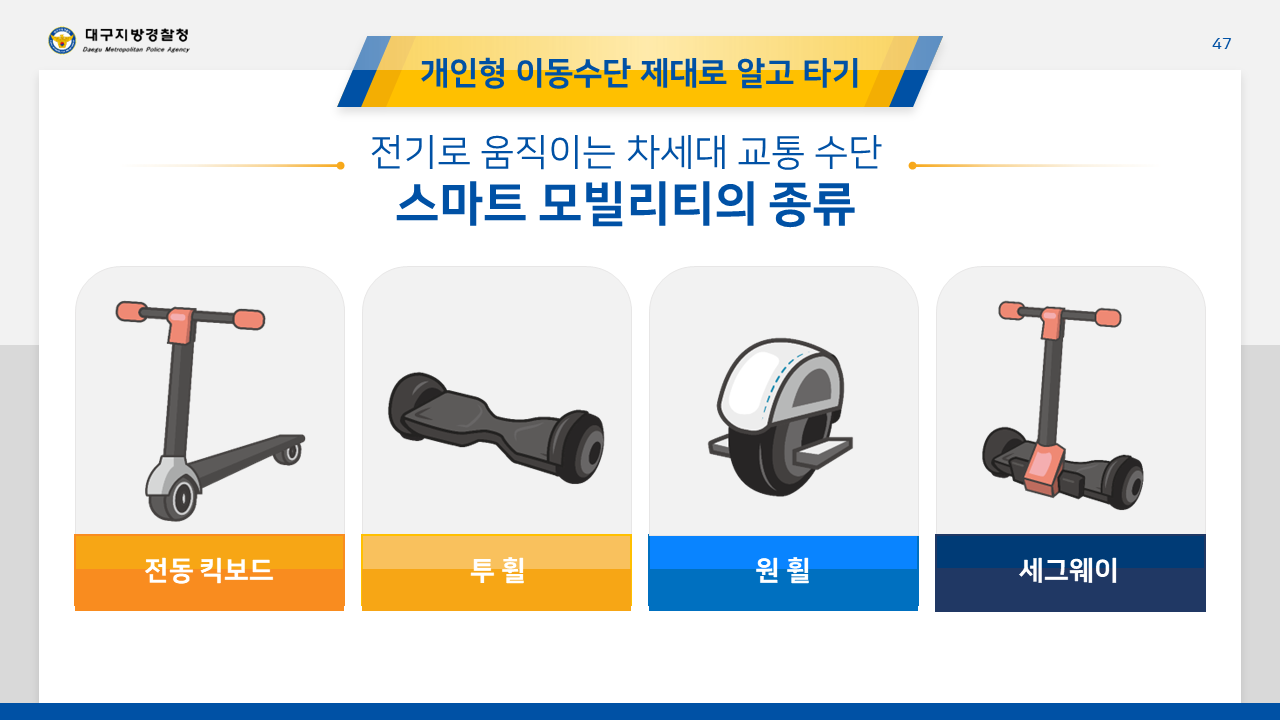 대구지방경찰청
Daegu Metropolitan Police Agency
47
개인형 이동수단 제대로 알고 타기
전기로 움직이는 차세대 교통 수단
스마트 모빌리티의 종류
전동 킥보드
투 휠
원 휠
세그웨이